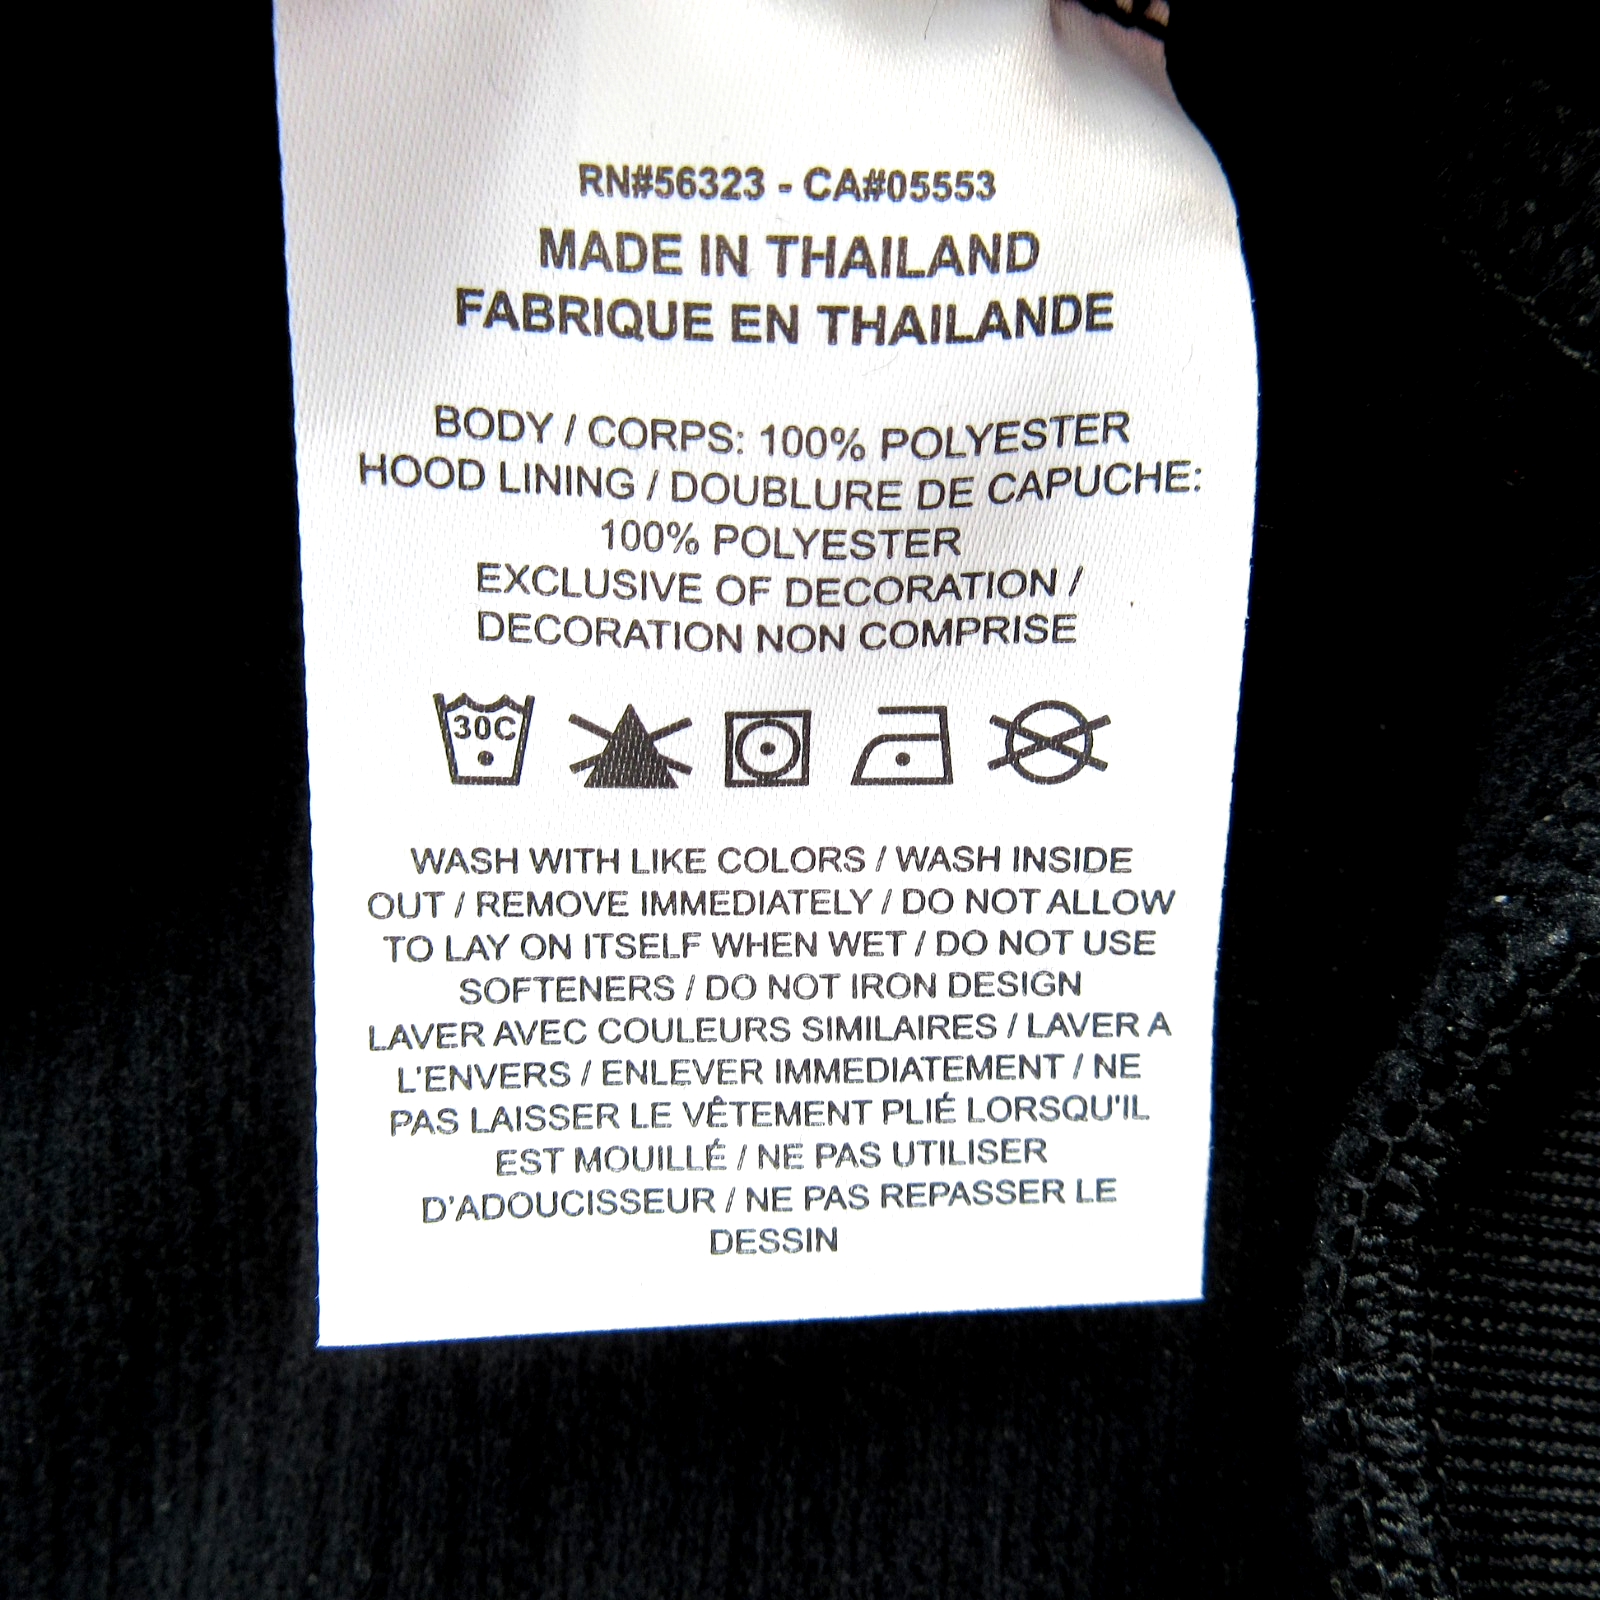 RN#56323 - CA#05553
MADE IN THAILAND
FABRIQUE EN THAILANDE
BODY / CORPS: 100% POLYESTER
HOOD LINING / DOUBLURE DE CAPUCHE:
100% POLYESTER
EXCLUSIVE OF DECORATION /
DECORATION NON COMPRISE
30C
WASH WITH LIKE COLORS / WASH INSIDE
OUT / REMOVE IMMEDIATELY / DO NOT ALLOW
TO LAY ON ITSELF WHEN WET / DO NOT USE
SOFTENERS / DO NOT IRON DESIGN
LAVER AVEC COULEURS SIMILAIRES / LAVER A
L'ENVERS / ENLEVER IMMEDIATEMENT / NE
PAS LAISSER LE VÊTEMENT PLIÉ LORSQU'IL
EST MOUILLÉ / NE PAS UTILISER
D'ADOUCISSEUR / NE PAS REPASSER LE
DESSIN